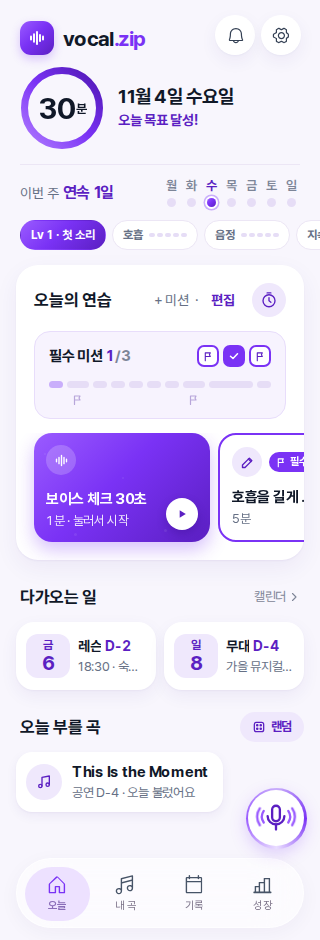 vocal.zip
30분
11월 4일 수요일
오늘 목표 달성!
이번 주 연속 1일
월 화 수 목 금 토 일
Lv 1 · 첫 소리
호흡
음정
오늘의 연습
+ 미션 · 편집
필수 미션 1/3
보이스 체크 30초
1분 · 눌러서 시작
호흡을 길게 .
5분
다가오는 일
캘린더
금
6
레슨 D-2
18:30 · 숙...
일
8
무대 D-4
가을 뮤지컬...
오늘 부를 곡
랜덤
This Is the Moment
공연 D-4 · 오늘 불렀어요
오늘
내 곡
기록
성장